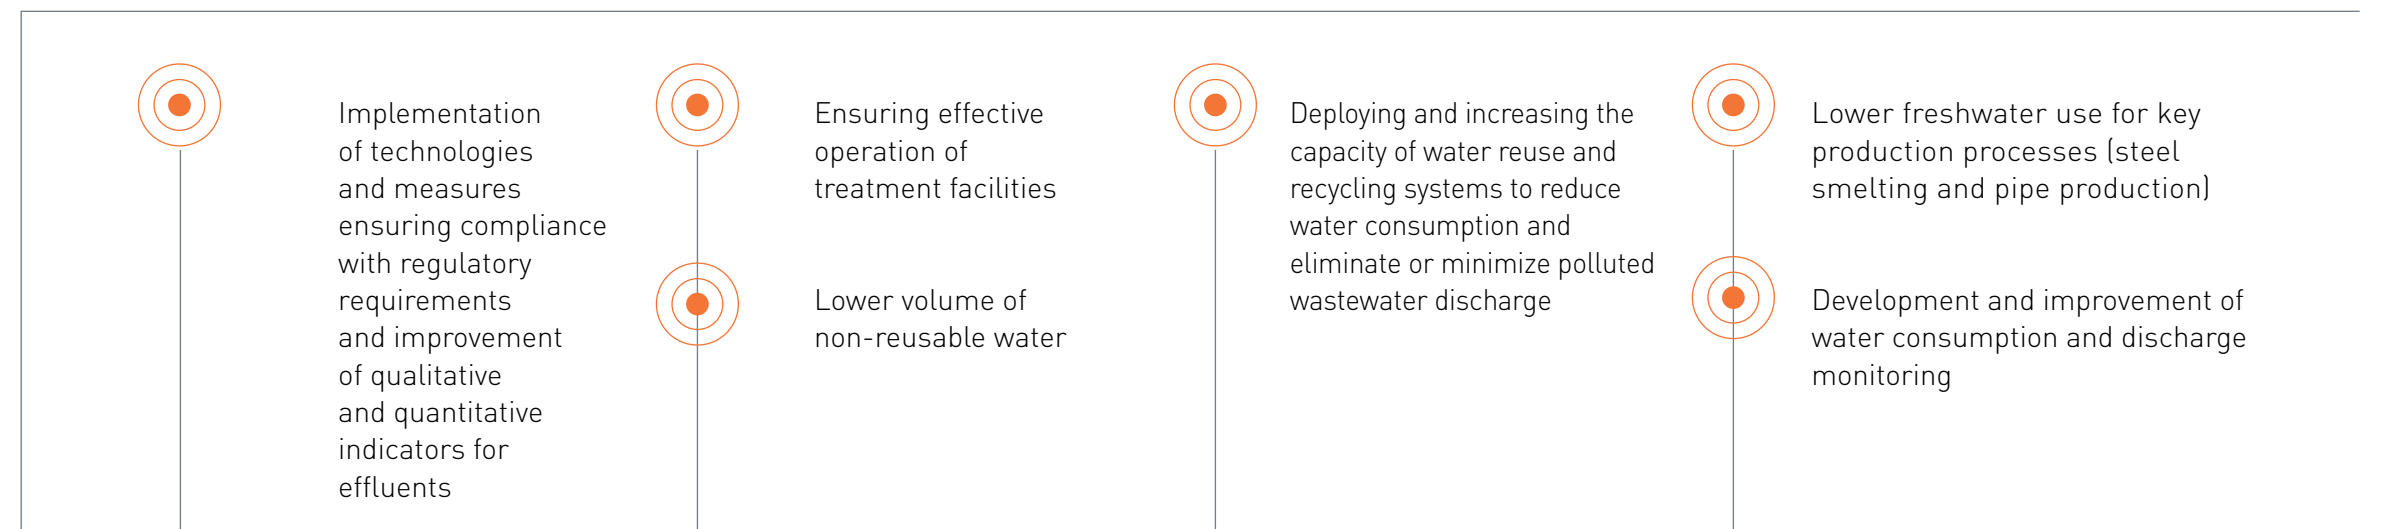 Implementation
of technologies
and measures
ensuring compliance
with regulatory
requirements
and improvement
of qualitative
and quantitative
indicators for
effluents
Ensuring effective
operation of
treatment facilities
Lower volume of
non-reusable water
Deploying and increasing the
capacity of water reuse and
recycling systems to reduce
water consumption and
eliminate or minimize polluted
wastewater discharge
Lower freshwater use for key
production processes (steel
smelting and pipe production)
Development and improvement of
water consumption and discharge
monitoring